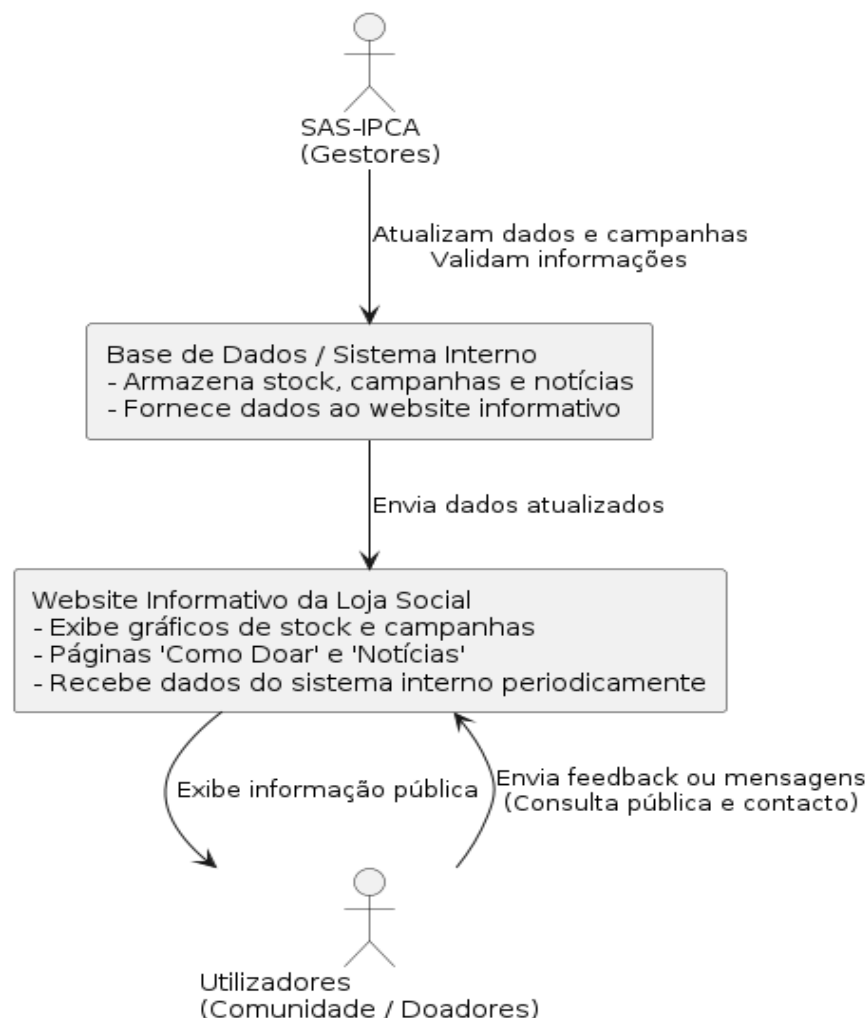 SAS-IPCA
(Gestores)
Atualizam dados e campanhas
Validam informações
Base de Dados / Sistema Interno
- Armazena stock, campanhas e notícias
- Fornece dados ao website informativo
Envia dados atualizados
Website Informativo da Loja Social
- Exibe gráficos de stock e campanhas
- Páginas 'Como Doar' e 'Notícias'
- Recebe dados do sistema interno periodicamente
Exibe informação pública
Envia feedback ou mensagens
(Consulta pública e contacto)
Utilizadores
(Comunidade / Doadores)